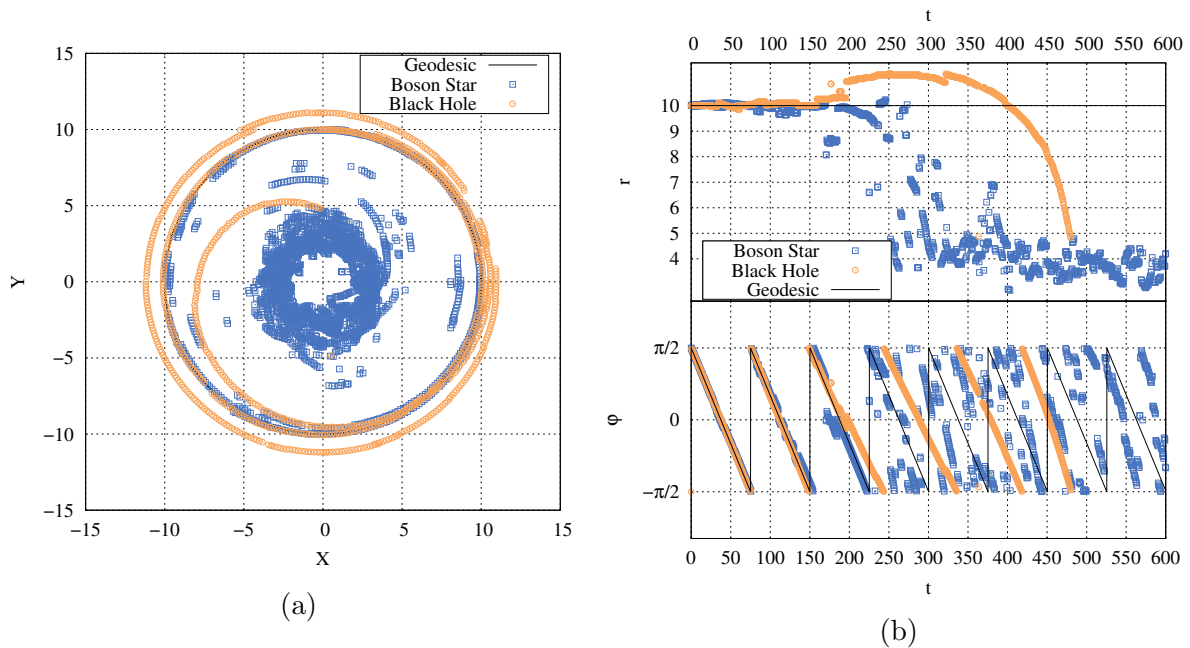 Geodesic
Boson Star
Black Hole
15
10
5
0
−5
−10
−15
Y
−15 −10 −5 0 5 10 15
X
(a)
t
0 50 100 150 200 250 300 350 400 450 500 550 600
10
9
8
7
6
5
4
r
Boson Star
Black Hole
Geodesic
π/2
0
−π/2
φ
0 50 100 150 200 250 300 350 400 450 500 550 600
t
(b)